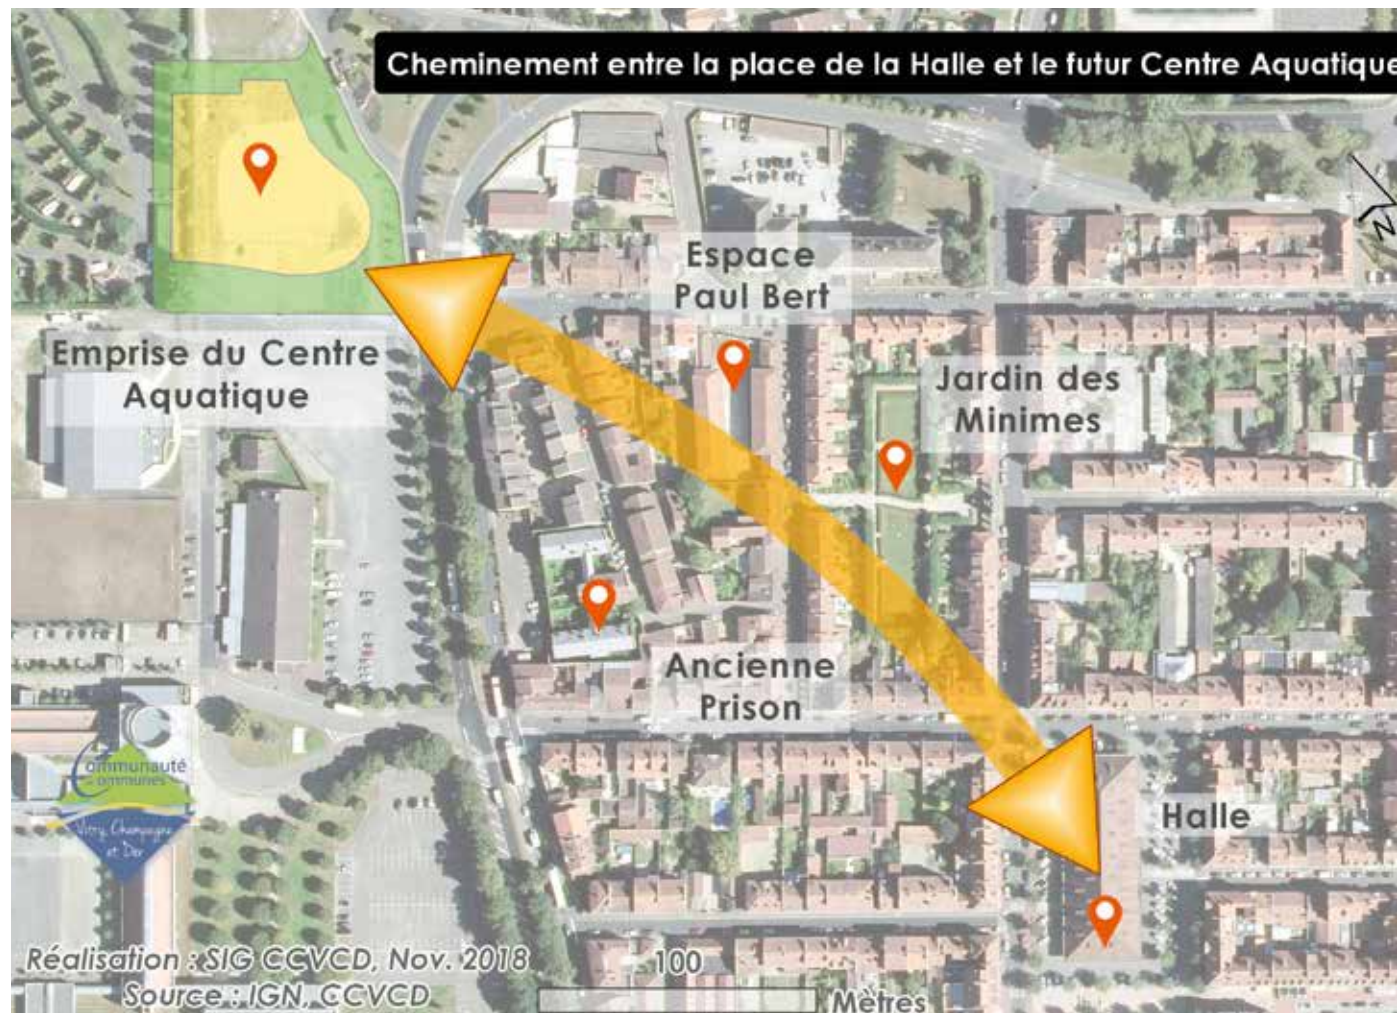 Cheminement entre la place de la Halle et le futur Centre Aquatique
N
Espace
Paul Bert
Emprise du Centre
Aquatique
Jardin des
Minimes
Ancienne
Prison
Communauté
de Communes
Vitry, Champagne
et Der
Halle
Réalisation : SIG CCVCD, Nov. 2018
Source : IGN, CCVCD
100
Mètres